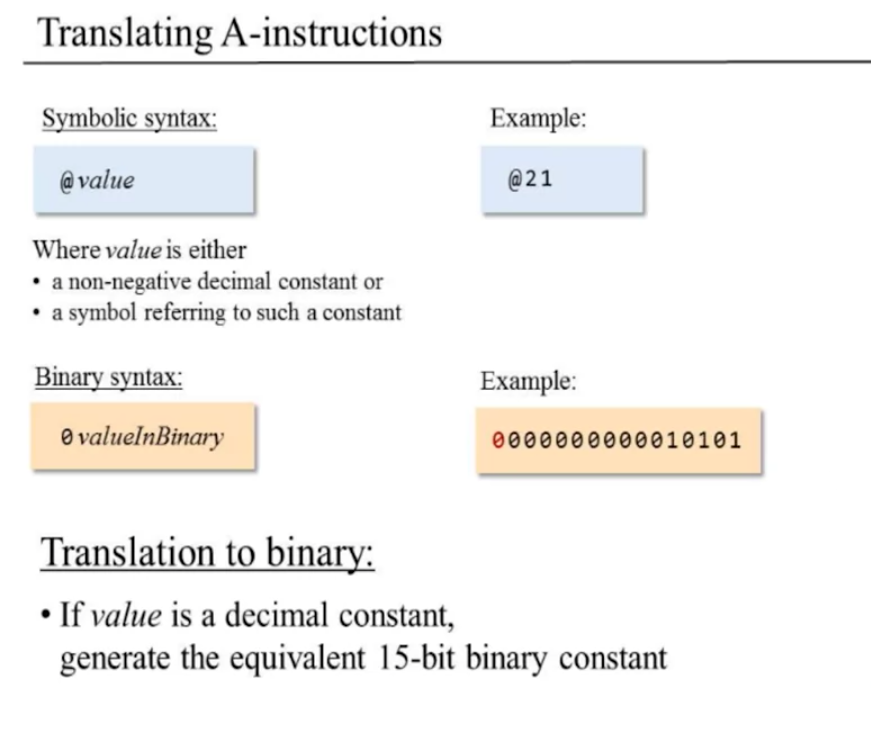 Translating A-instructions
Symbolic syntax:
Example:
@value
@21
Where value is either
• a non-negative decimal constant or
• a symbol referring to such a constant
Binary syntax:
Example:
0 valueInBinary
0000000000010101
Translation to binary:
• If value is a decimal constant,
generate the equivalent 15-bit binary constant